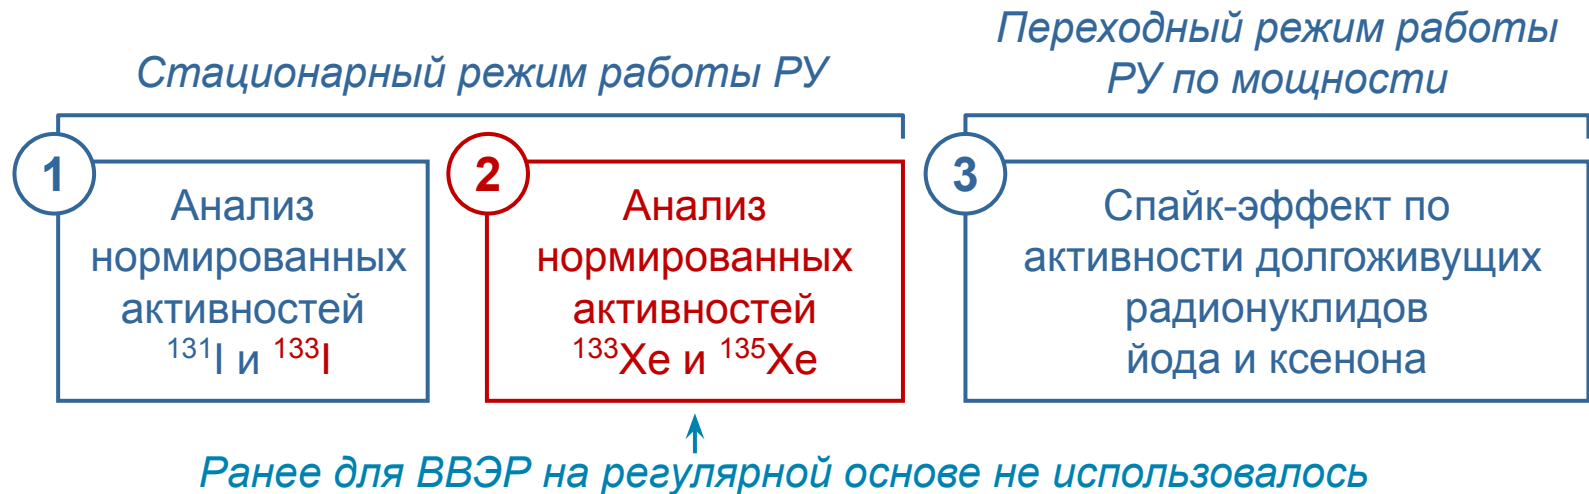 Стационарный режим работы РУ
Переходный режим работы
РУ по мощности
1
Анализ
нормированных
активностей
¹³¹I и ¹³³I
2
Анализ
нормированных
активностей
¹³³Xe и ¹³⁵Xe
3
Спайк-эффект по
активности долгоживущих
радионуклидов
йода и ксенона
Ранее для ВВЭР на регулярной основе не использовалось